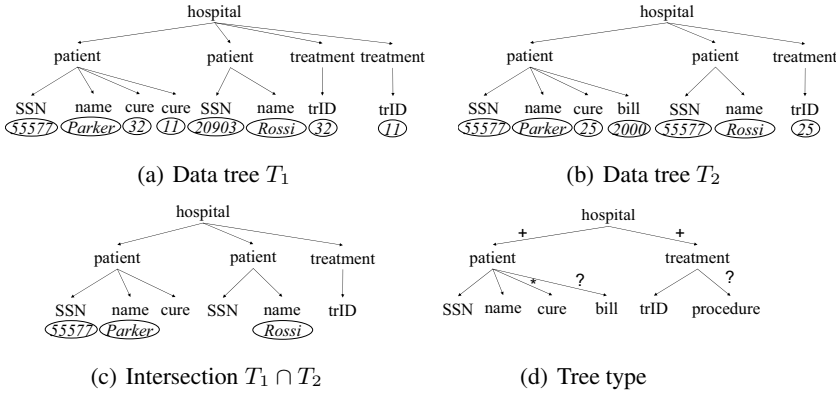 hospital
patient patient treatment treatment
SSN name cure cure SSN name trID trID
55577 Parker 32 11 20903 Rossi 32 11
(a) Data tree T1
hospital
patient patient treatment
SSN name cure bill SSN name trID
55577 Parker 25 2000 55577 Rossi 25
(b) Data tree T2
hospital
patient patient treatment
SSN name cure SSN name trID
55577 Parker Rossi
(c) Intersection T1 ∩ T2
hospital
+ +
patient treatment
* ? ?
SSN name cure bill trID procedure
(d) Tree type